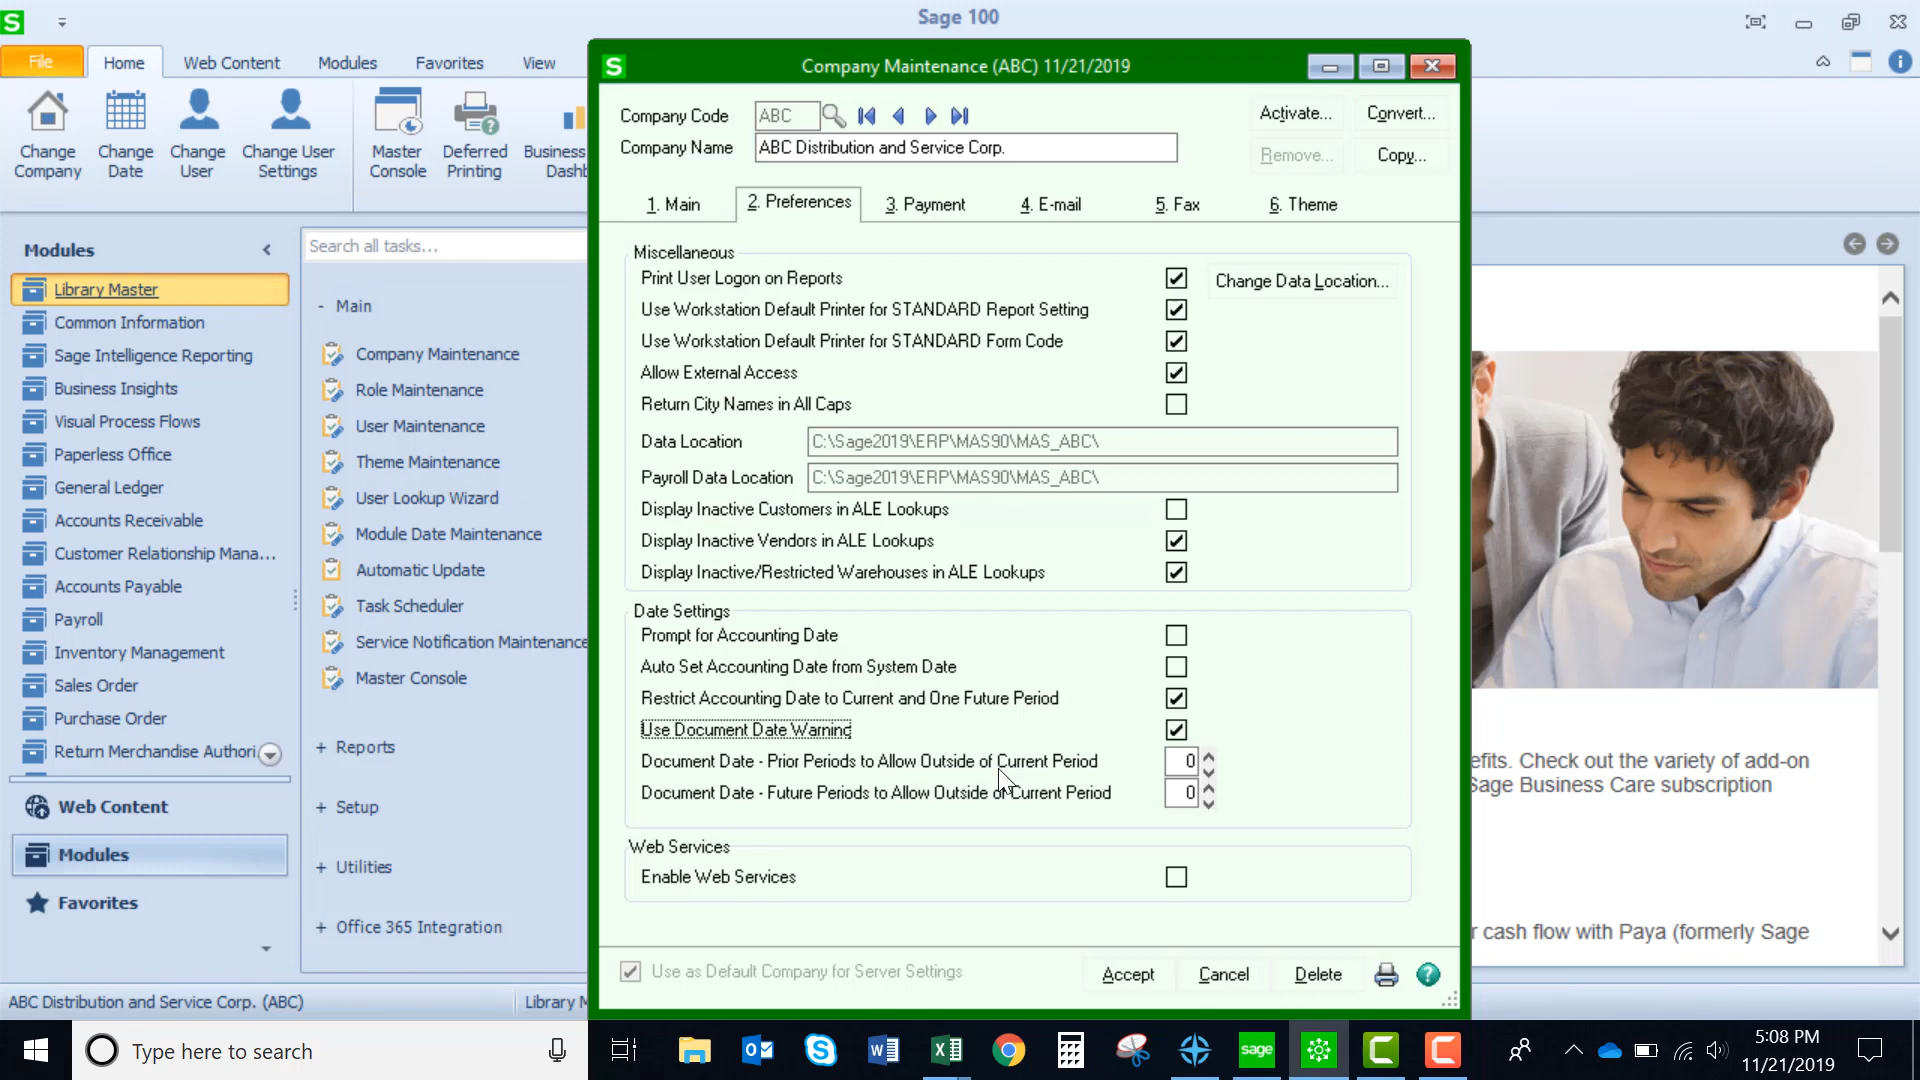 Sage 100
File Home Web Content Modules Favorites View
Change Company
Change Date
Change User
Change User Settings
Master Console
Deferred Printing
Business
Dashb
Modules
Library Master
Common Information
Sage Intelligence Reporting
Business Insights
Visual Process Flows
Paperless Office
General Ledger
Accounts Receivable
Customer Relationship Mana...
Accounts Payable
Payroll
Inventory Management
Sales Order
Purchase Order
Return Merchandise Authori
Web Content
Modules
Favorites
Search all tasks...
- Main
Company Maintenance
Role Maintenance
User Maintenance
Theme Maintenance
User Lookup Wizard
Module Date Maintenance
Automatic Update
Task Scheduler
Service Notification Maintenance
Master Console
+ Reports
+ Setup
+ Utilities
+ Office 365 Integration
S Company Maintenance (ABC) 11/21/2019
Company Code ABC
Company Name ABC Distribution and Service Corp.
Activate... Convert...
Remove... Copy...
1. Main 2. Preferences 3. Payment 4. E-mail 5. Fax 6. Theme
Miscellaneous
Print User Logon on Reports
Change Data Location...
Use Workstation Default Printer for STANDARD Report Setting
Use Workstation Default Printer for STANDARD Form Code
Allow External Access
Return City Names in All Caps
Data Location C:\Sage2019\ERP\MAS90\MAS_ABC\
Payroll Data Location C:\Sage2019\ERP\MAS90\MAS_ABC\
Display Inactive Customers in ALE Lookups
Display Inactive Vendors in ALE Lookups
Display Inactive/Restricted Warehouses in ALE Lookups
Date Settings
Prompt for Accounting Date
Auto Set Accounting Date from System Date
Restrict Accounting Date to Current and One Future Period
Use Document Date Warning
Document Date - Prior Periods to Allow Outside of Current Period 0
Document Date - Future Periods to Allow Outside of Current Period 0
Web Services
Enable Web Services
Use as Default Company for Server Settings
Accept Cancel Delete
efits. Check out the variety of add-on
Sage Business Care subscription
r cash flow with Paya (formerly Sage
ABC Distribution and Service Corp. (ABC) Library M
Type here to search
sage
5:08 PM
11/21/2019